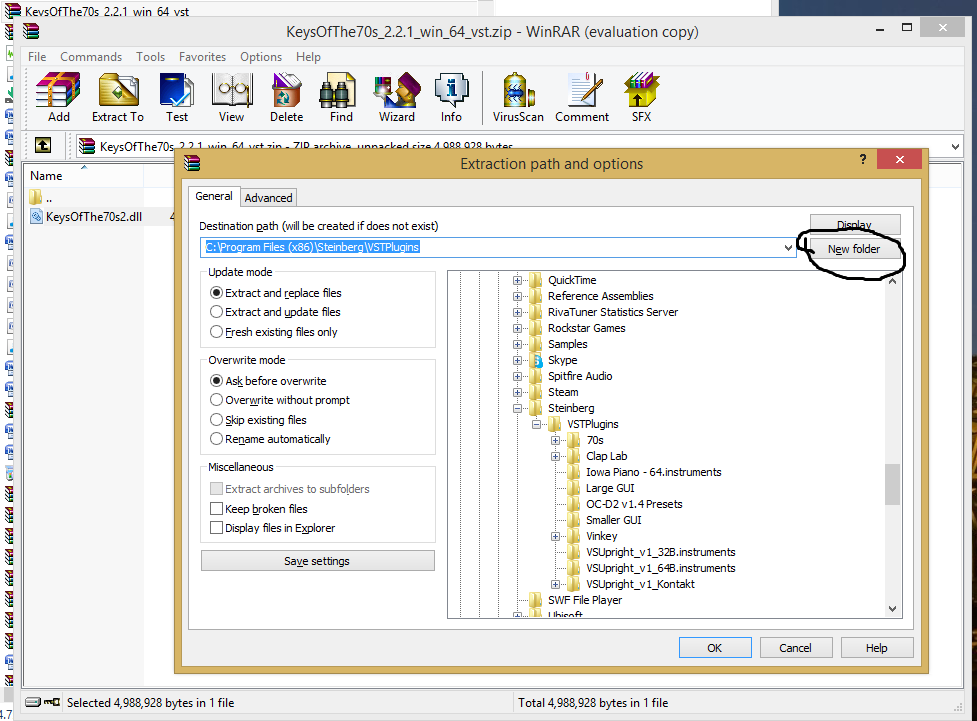 KeysOfThe70s_2.2.1_win_64_vst
KeysOfThe70s_2.2.1_win_64_vst.zip - WinRAR (evaluation copy)
File Commands Tools Favorites Options Help
Add Extract To Test View Delete Find Wizard Info VirusScan Comment SFX
KeysOfThe70s_2.2.1_win_64_vst.zip - ZIP archive, unpacked size 4,988,928 bytes
Name
..
KeysOfThe70s2.dll 4
Extraction path and options
?
General Advanced
Destination path (will be created if does not exist)
Display
C:\Program Files (x86)\Steinberg\VSTPlugins
New folder
Update mode
Extract and replace files
Extract and update files
Fresh existing files only
Overwrite mode
Ask before overwrite
Overwrite without prompt
Skip existing files
Rename automatically
Miscellaneous
Extract archives to subfolders
Keep broken files
Display files in Explorer
Save settings
QuickTime
Reference Assemblies
RivaTuner Statistics Server
Rockstar Games
Samples
Skype
Spitfire Audio
Steam
Steinberg
VSTPlugins
70s
Clap Lab
Iowa Piano - 64.instruments
Large GUI
OC-D2 v1.4 Presets
Smaller GUI
Vinkey
VSUpright_v1_32B.instruments
VSUpright_v1_64B.instruments
VSUpright_v1_Kontakt
SWF File Player
Ubisoft
OK Cancel Help
Selected 4,988,928 bytes in 1 file
Total 4,988,928 bytes in 1 file
4.7